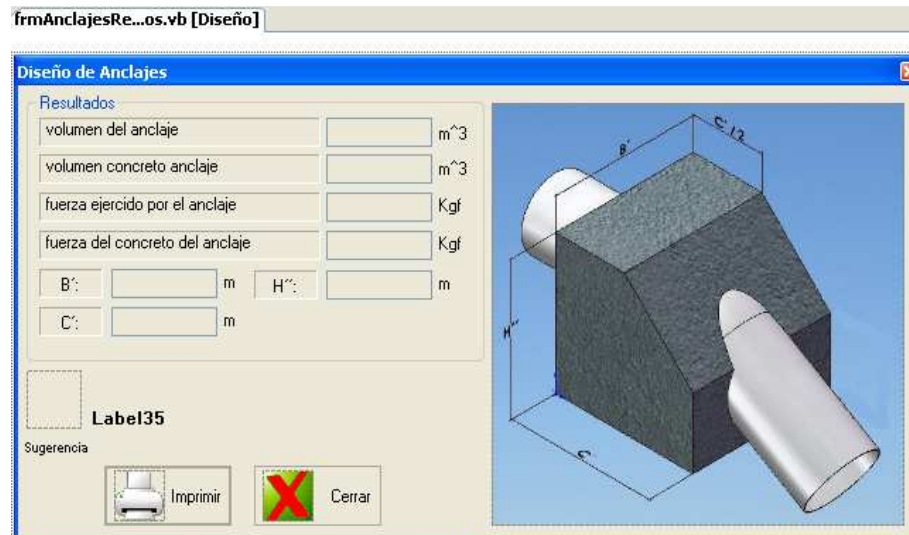 frmAnclajesRe...os.vb [Diseño]
Diseño de Anclajes
Resultados
volumen del anclaje m^3
volumen concreto anclaje m^3
fuerza ejercido por el anclaje Kgf
fuerza del concreto del anclaje Kgf
B´: m H´´: m
C´: m
Label35
Sugerencia
Imprimir Cerrar
B´
C´/2
H´´
C´